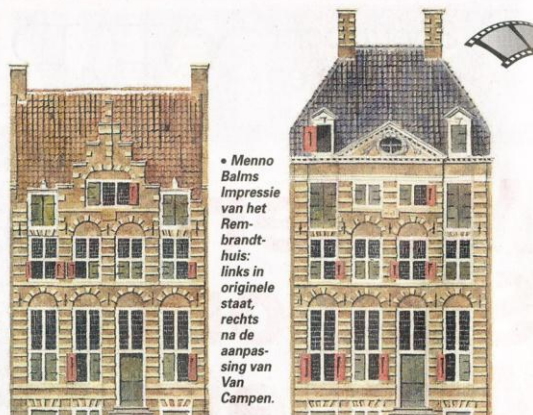 • Menno
Balms
Impressie
van het
Rem-
brandt-
huis:
links in
originele
staat,
rechts
na de
aanpas-
sing van
Van
Campen.